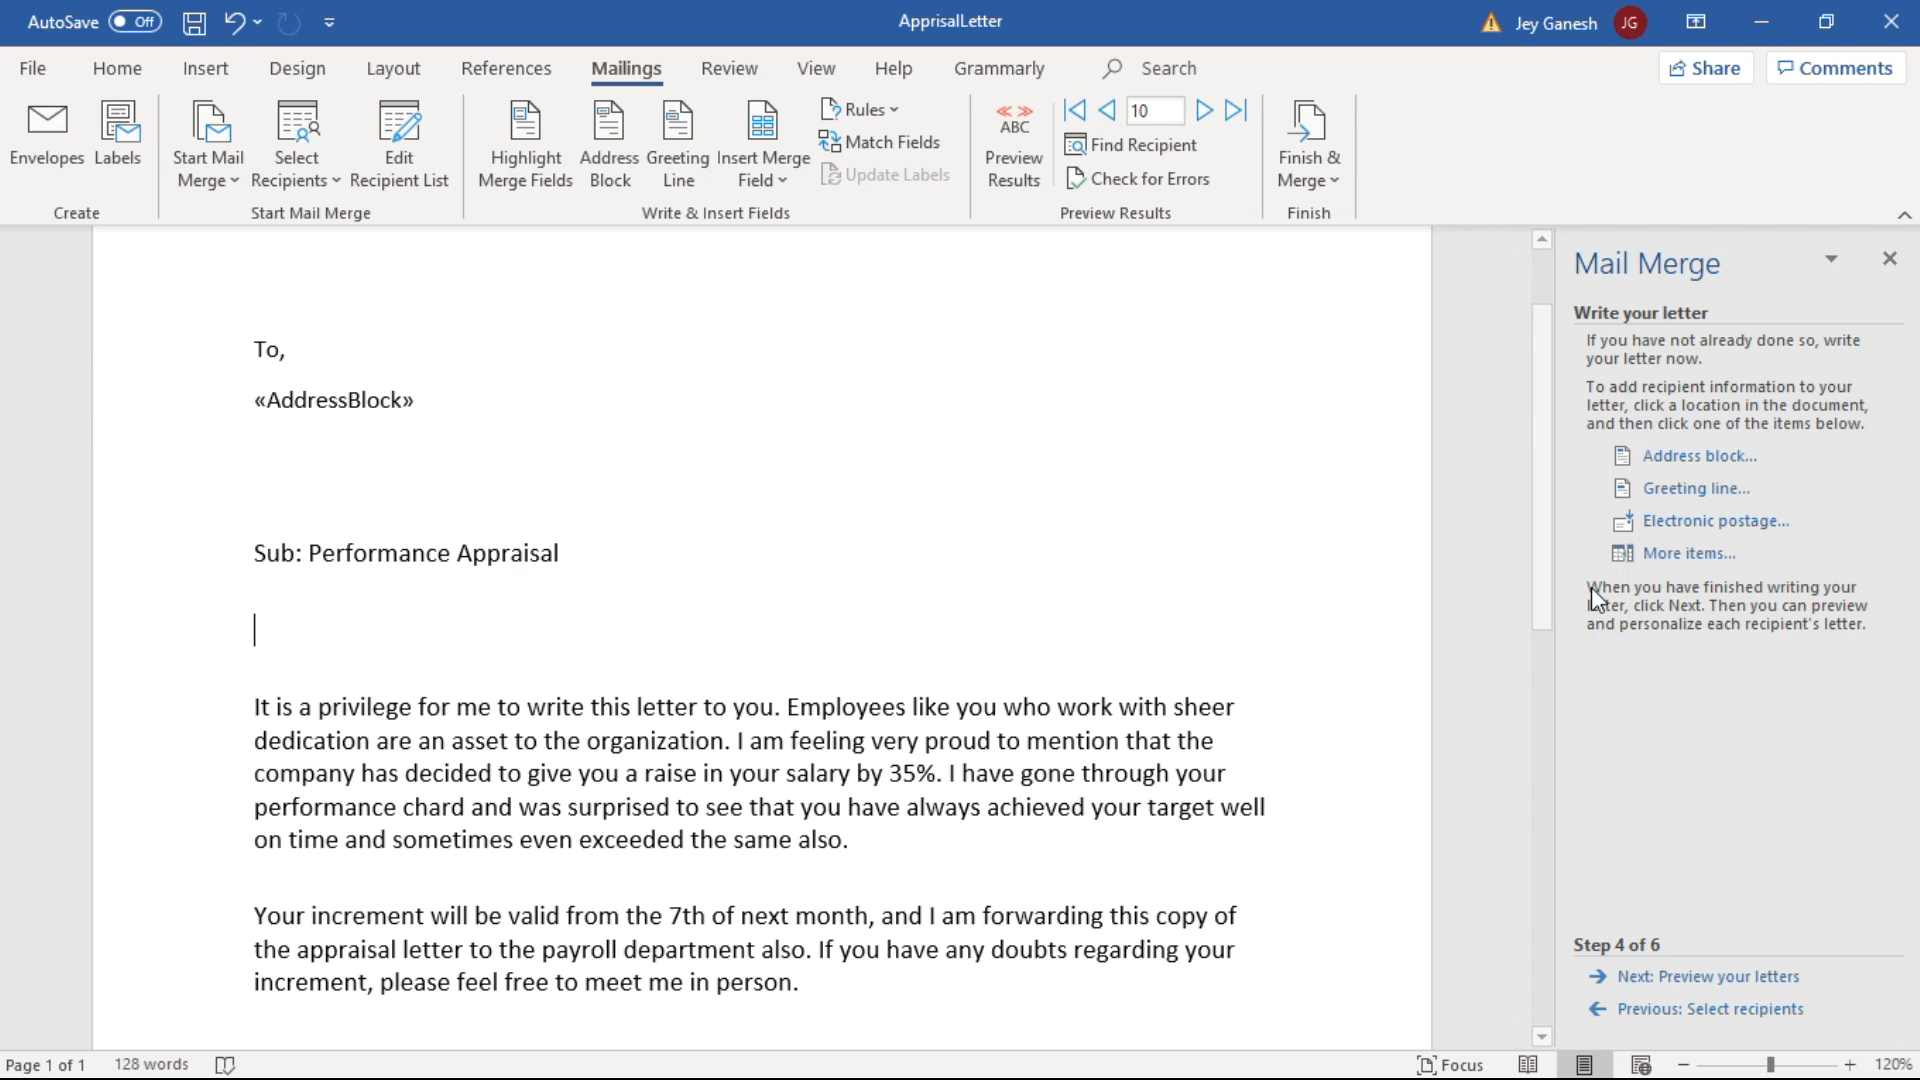 AutoSave Off
ApprisalLetter
Jey Ganesh JG
File Home Insert Design Layout References Mailings Review View Help Grammarly Search
Share Comments
Envelopes
Labels
Create
Start Mail
Merge
Select
Recipients
Edit
Recipient List
Start Mail Merge
Highlight
Merge Fields
Address
Block
Greeting
Line
Insert Merge
Field
Rules
Match Fields
Update Labels
Write & Insert Fields
ABC
Preview
Results
10
Find Recipient
Check for Errors
Preview Results
Finish &
Merge
Finish
To,
«AddressBlock»
Sub: Performance Appraisal
It is a privilege for me to write this letter to you. Employees like you who work with sheer
dedication are an asset to the organization. I am feeling very proud to mention that the
company has decided to give you a raise in your salary by 35%. I have gone through your
performance chard and was surprised to see that you have always achieved your target well
on time and sometimes even exceeded the same also.
Your increment will be valid from the 7th of next month, and I am forwarding this copy of
the appraisal letter to the payroll department also. If you have any doubts regarding your
increment, please feel free to meet me in person.
Mail Merge
Write your letter
If you have not already done so, write
your letter now.
To add recipient information to your
letter, click a location in the document,
and then click one of the items below.
Address block...
Greeting line...
Electronic postage...
More items...
When you have finished writing your
letter, click Next. Then you can preview
and personalize each recipient's letter.
Step 4 of 6
Next: Preview your letters
Previous: Select recipients
Page 1 of 1 128 words
Focus
120%